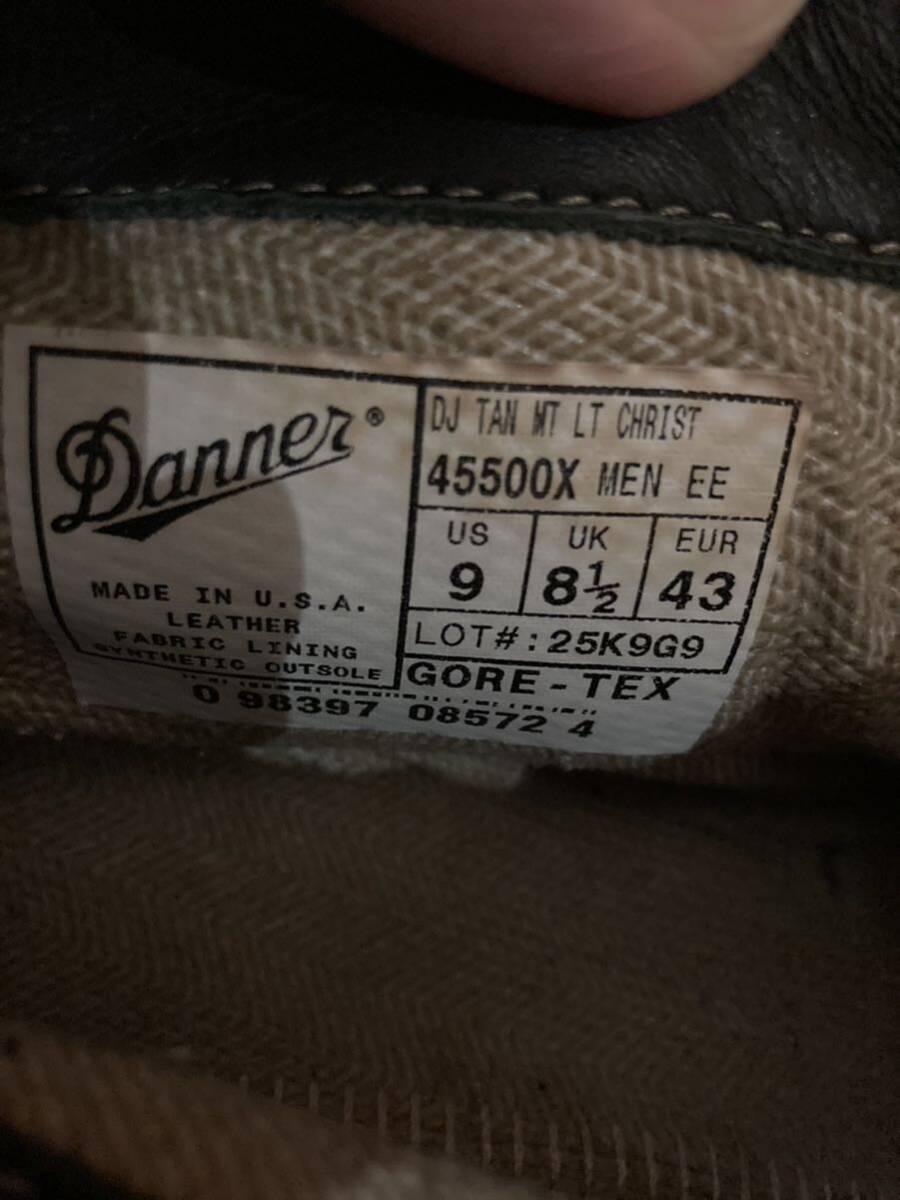 Danner®
MADE IN U.S.A.
LEATHER
FABRIC LINING
SYNTHETIC OUTSOLE
DJ TAN MT LT CHRIST
45500X MEN EE
US UK EUR
9 8½ 43
LOT#: 25K9G9
GORE-TEX
0 98397 08572 4